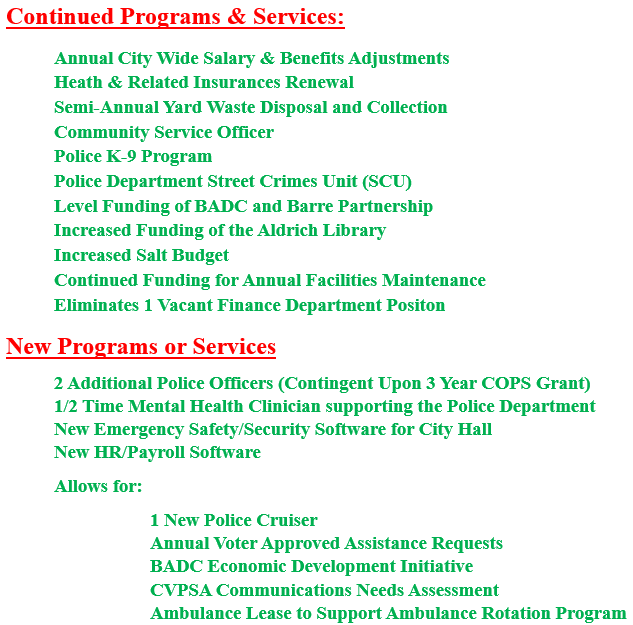 Continued Programs & Services:
Annual City Wide Salary & Benefits Adjustments
Heath & Related Insurances Renewal
Semi-Annual Yard Waste Disposal and Collection
Community Service Officer
Police K-9 Program
Police Department Street Crimes Unit (SCU)
Level Funding of BADC and Barre Partnership
Increased Funding of the Aldrich Library
Increased Salt Budget
Continued Funding for Annual Facilities Maintenance
Eliminates 1 Vacant Finance Department Positon
New Programs or Services
2 Additional Police Officers (Contingent Upon 3 Year COPS Grant)
1/2 Time Mental Health Clinician supporting the Police Department
New Emergency Safety/Security Software for City Hall
New HR/Payroll Software
Allows for:
1 New Police Cruiser
Annual Voter Approved Assistance Requests
BADC Economic Development Initiative
CVPSA Communications Needs Assessment
Ambulance Lease to Support Ambulance Rotation Program